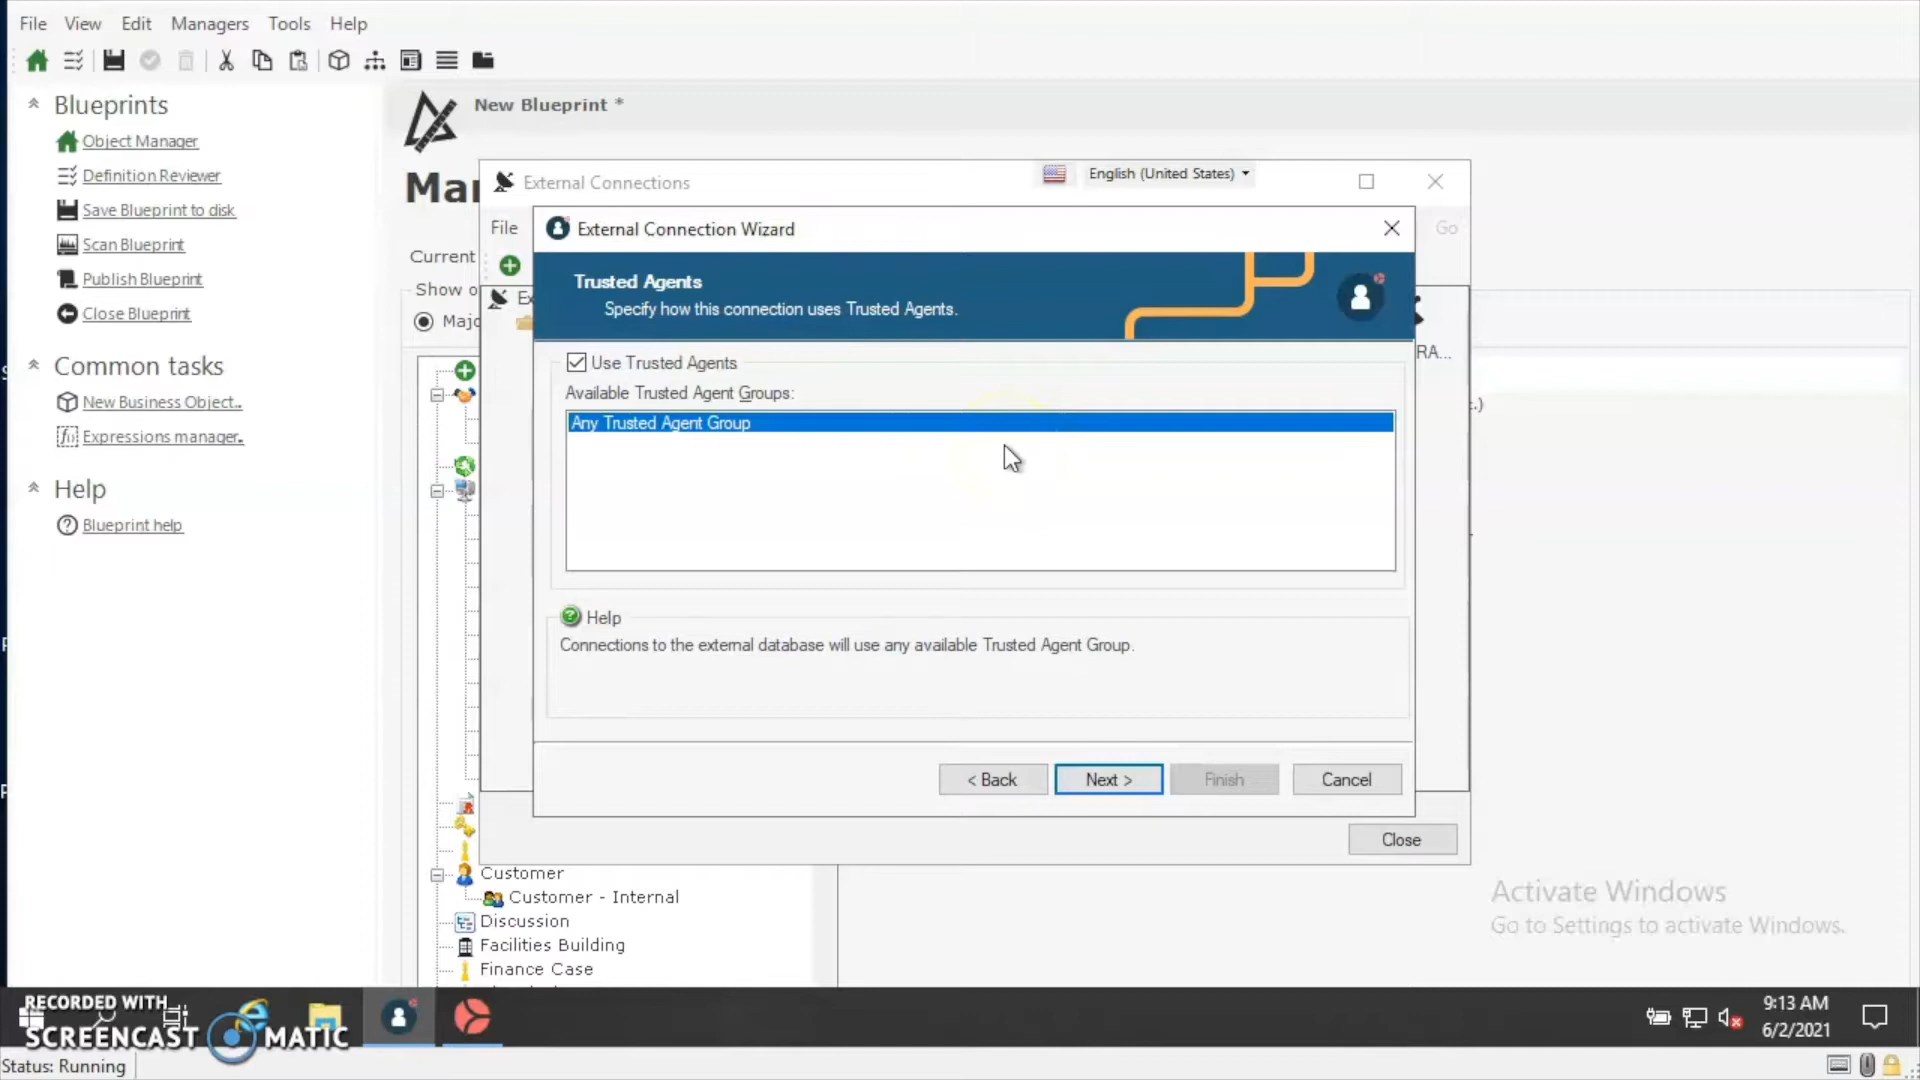 File View Edit Managers Tools Help
Blueprints
Object Manager
Definition Reviewer
Save Blueprint to disk
Scan Blueprint
Publish Blueprint
Close Blueprint
Common tasks
New Business Object...
Expressions manager...
Help
Blueprint help
New Blueprint *
Current
Show o
Majo
External Connections
English (United States)
File
Go
Ex
RA...
:.)
External Connection Wizard
Trusted Agents
Specify how this connection uses Trusted Agents.
Use Trusted Agents
Available Trusted Agent Groups:
Any Trusted Agent Group
Help
Connections to the external database will use any available Trusted Agent Group.
< Back
Next >
Finish
Cancel
Close
Customer
Customer - Internal
Discussion
Facilities Building
Finance Case
Activate Windows
Go to Settings to activate Windows.
RECORDED WITH
SCREENCAST MATIC
9:13 AM
6/2/2021
Status: Running